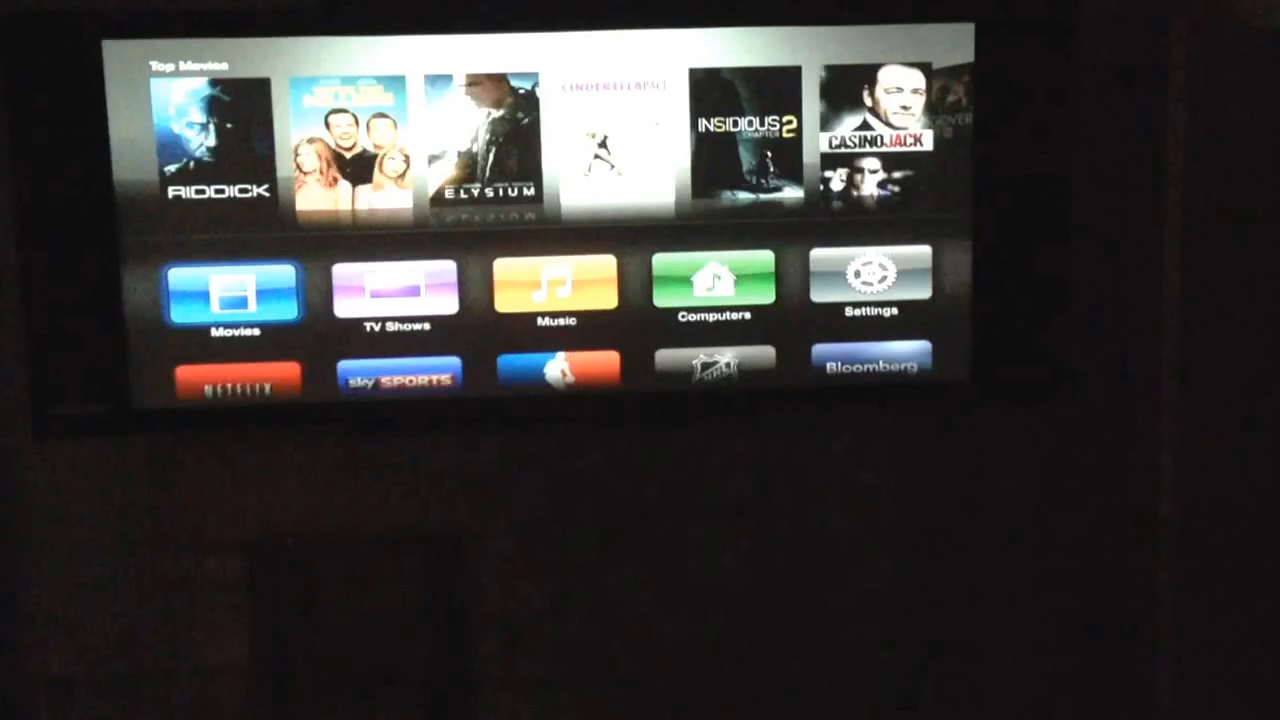 Top Movies
RIDDICK
ELYSIUM
INSIDIOUS
CHAPTER 2
CASINO JACK
Movies
TV Shows
Music
Computers
Settings
NETFLIX
sky SPORTS
NHL
Bloomberg